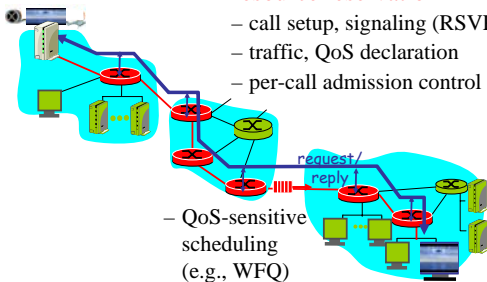 – call setup, signaling (RSV
– traffic, QoS declaration
– per-call admission control
request/
reply
– QoS-sensitive
scheduling
(e.g., WFQ)